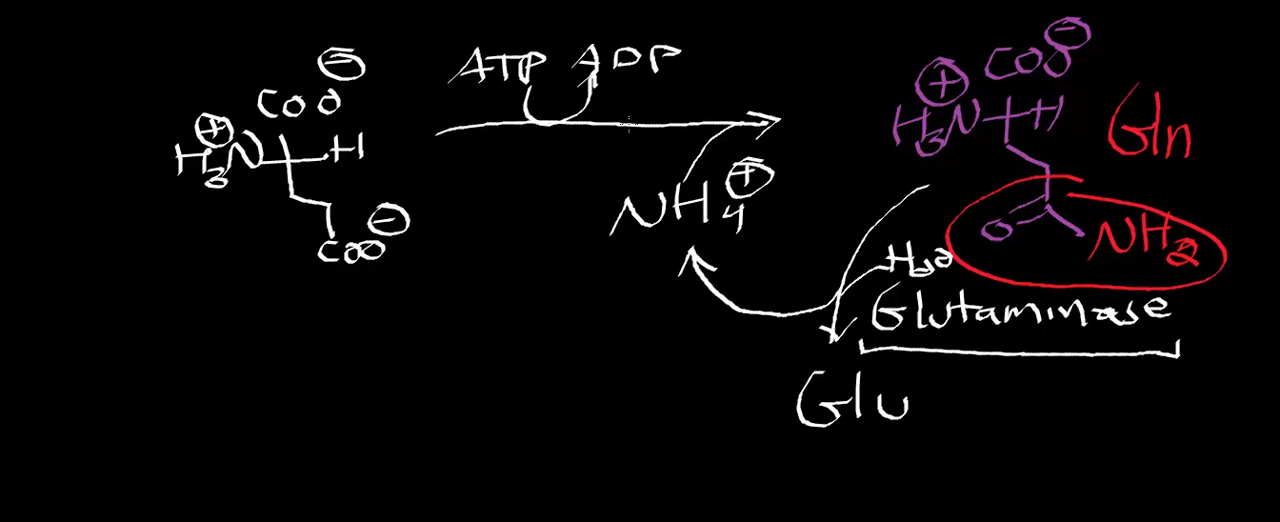 ATP ADP
COO⊖
H₃N⊕ H
COO⊖
NH₄⊕
COO⊖
H₃N⊕ H
Gln
O NH₂
H₂O
Glutaminase
Glu